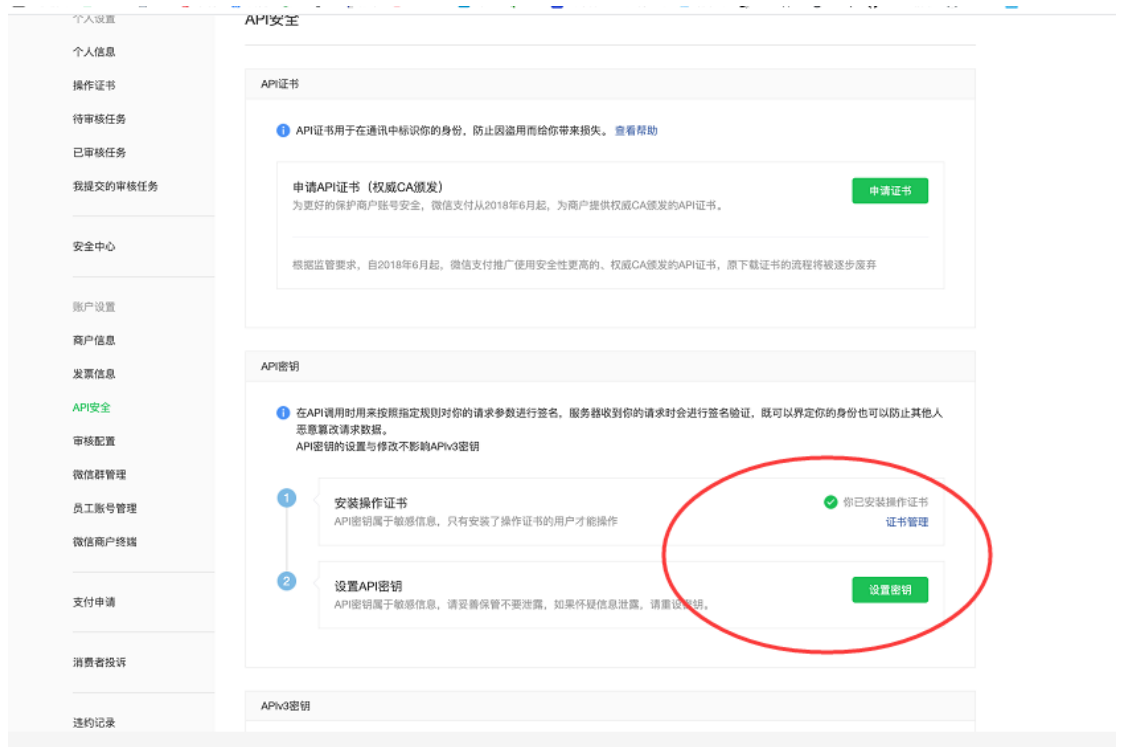 个人设置
API安全
个人信息
操作证书
待审核任务
已审核任务
我提交的审核任务
安全中心
账户设置
商户信息
发票信息
API安全
审核配置
微信群管理
员工账号管理
微信商户终端
支付申请
消费者投诉
违约记录
API证书
API证书用于在通讯中标识你的身份，防止因盗用而给你带来损失。 查看帮助
申请API证书（权威CA颁发）
申请证书
为更好的保护商户账号安全，微信支付从2018年6月起，为商户提供权威CA颁发的API证书。
根据监管要求，自2018年6月起，微信支付推广使用安全性更高的、权威CA颁发的API证书，原下载证书的流程将被逐步废弃
API密钥
在API调用时用来按照指定规则对你的请求参数进行签名，服务器收到你的请求时会进行签名验证，既可以界定你的身份也可以防止其他人
恶意篡改请求数据。
API密钥的设置与修改不影响APIv3密钥
1
安装操作证书
你已安装操作证书
API密钥属于敏感信息，只有安装了操作证书的用户才能操作
证书管理
2
设置API密钥
设置密钥
API密钥属于敏感信息，请妥善保管不要泄露，如果怀疑信息泄露，请重设密钥。
APIv3密钥